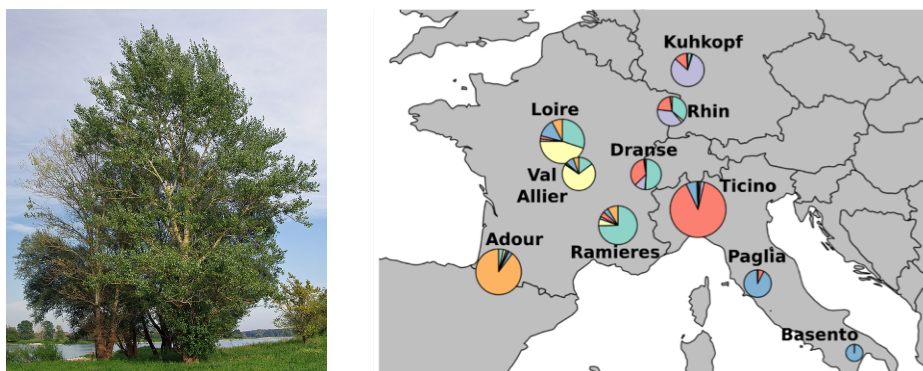 Kuhkopf
Rhin
Loire
Dranse
Val
Allier
Ticino
Ramieres
Adour
Paglia
Basento